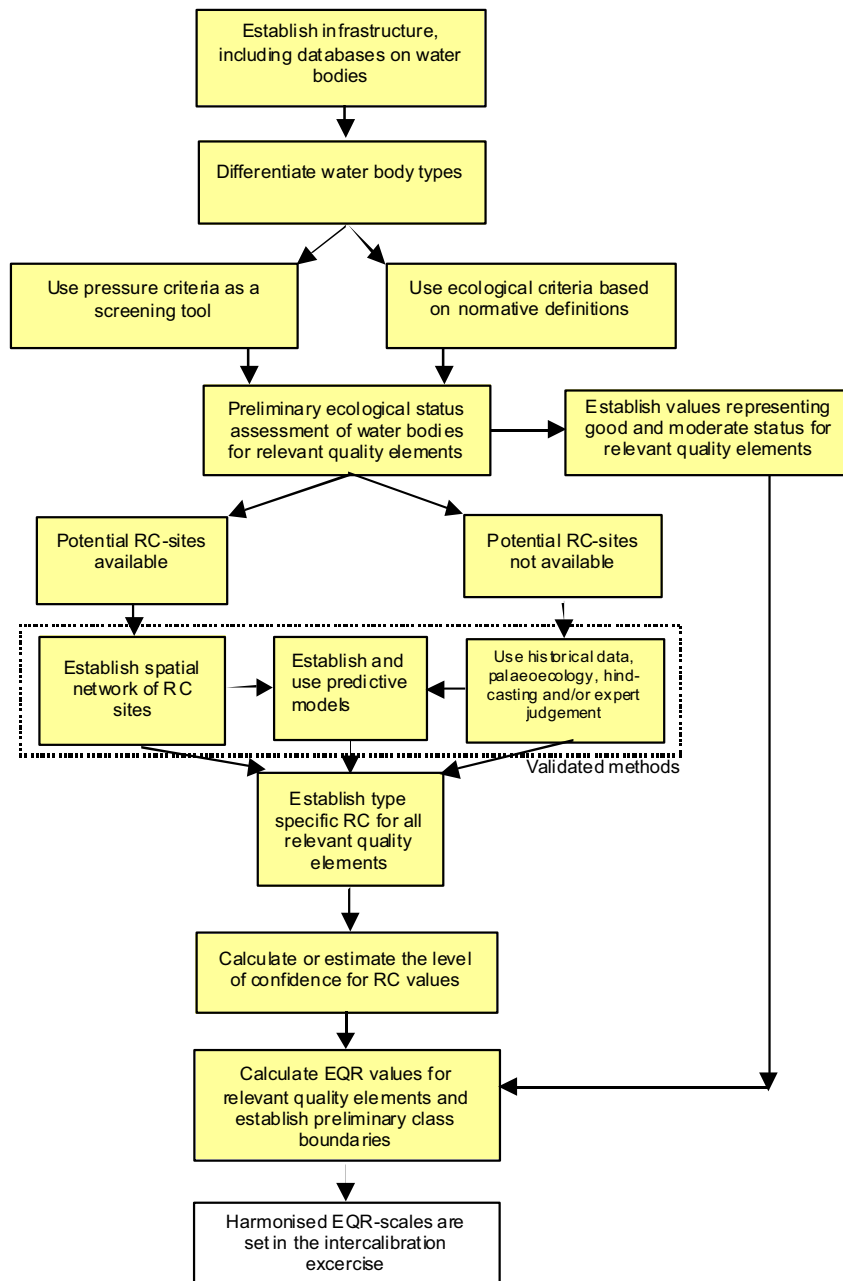 Establish infrastructure,
including databases on water
bodies
Differentiate water body types
Use pressure criteria as a
screening tool
Use ecological criteria based
on normative definitions
Preliminary ecological status
assessment of water bodies
for relevant quality elements
Establish values representing
good and moderate status for
relevant quality elements
Potential RC-sites
available
Potential RC-sites
not available
Establish spatial
network of RC
sites
Establish and
use predictive
models
Use historical data,
palaeoecology, hind-
casting and/or expert
judgement
Validated methods
Establish type
specific RC for all
relevant quality
elements
Calculate or estimate the level
of confidence for RC values
Calculate EQR values for
relevant quality elements and
establish preliminary class
boundaries
Harmonised EQR-scales are
set in the intercalibration
excercise